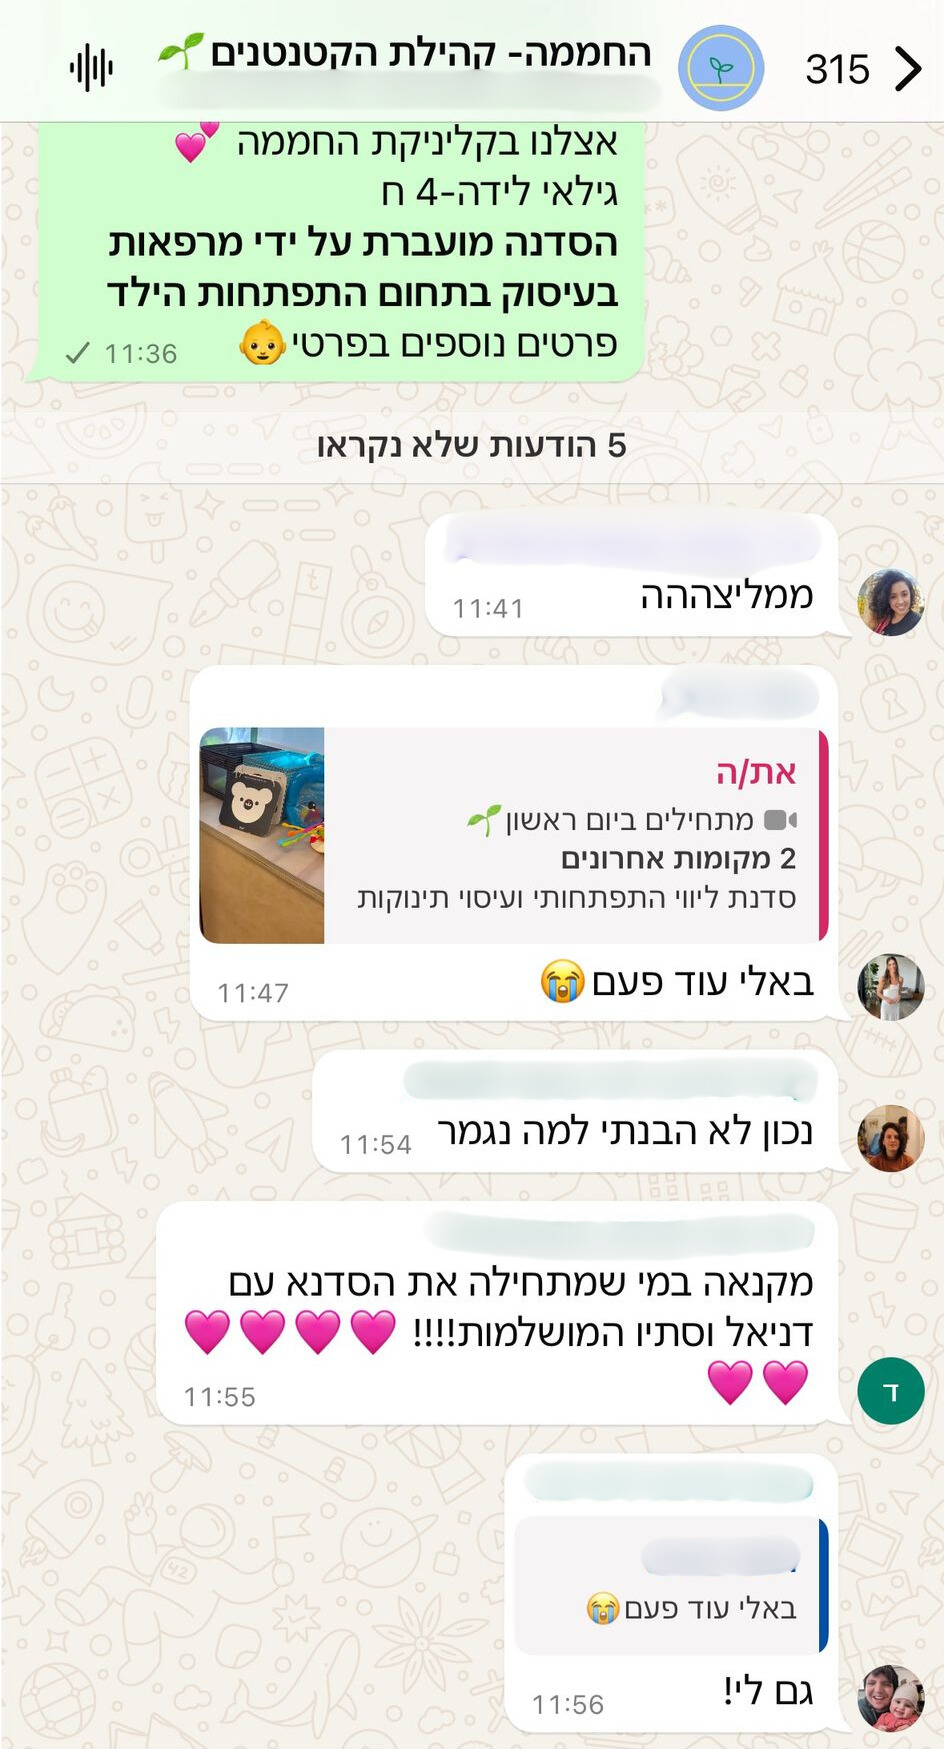 315
החממה- קהילת הקטנטנים🌱
אצלנו בקליניקת החממה 💕
גילאי לידה-4 ח
הסדנה מועברת על ידי מרפאות
בעיסוק בתחום התפתחות הילד
פרטים נוספים בפרטי👶
11:36
5 הודעות שלא נקראו
ממליצהההה
11:41
את/ה
מתחילים ביום ראשון🌱
2 מקומות אחרונים
סדנת ליווי התפתחותי ועיסוי תינוקות
באלי עוד פעם😭
11:47
נכון לא הבנתי למה נגמר
11:54
מקנאה במי שמתחילה את הסדנא עם
דניאל וסתיו המושלמות!!!! 🩷🩷🩷🩷
🩷🩷
11:55
ד
באלי עוד פעם😭
גם לי!
11:56